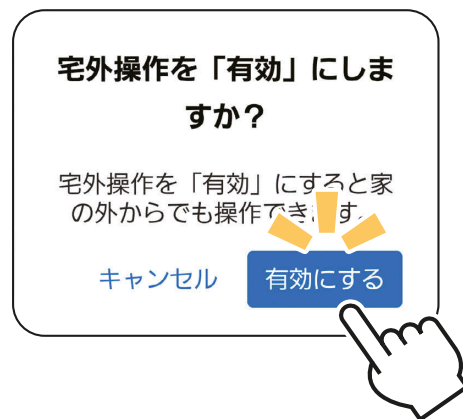 宅外操作を「有効」にしま
すか？
宅外操作を「有効」にすると家
の外からでも操作できます。
キャンセル
有効にする